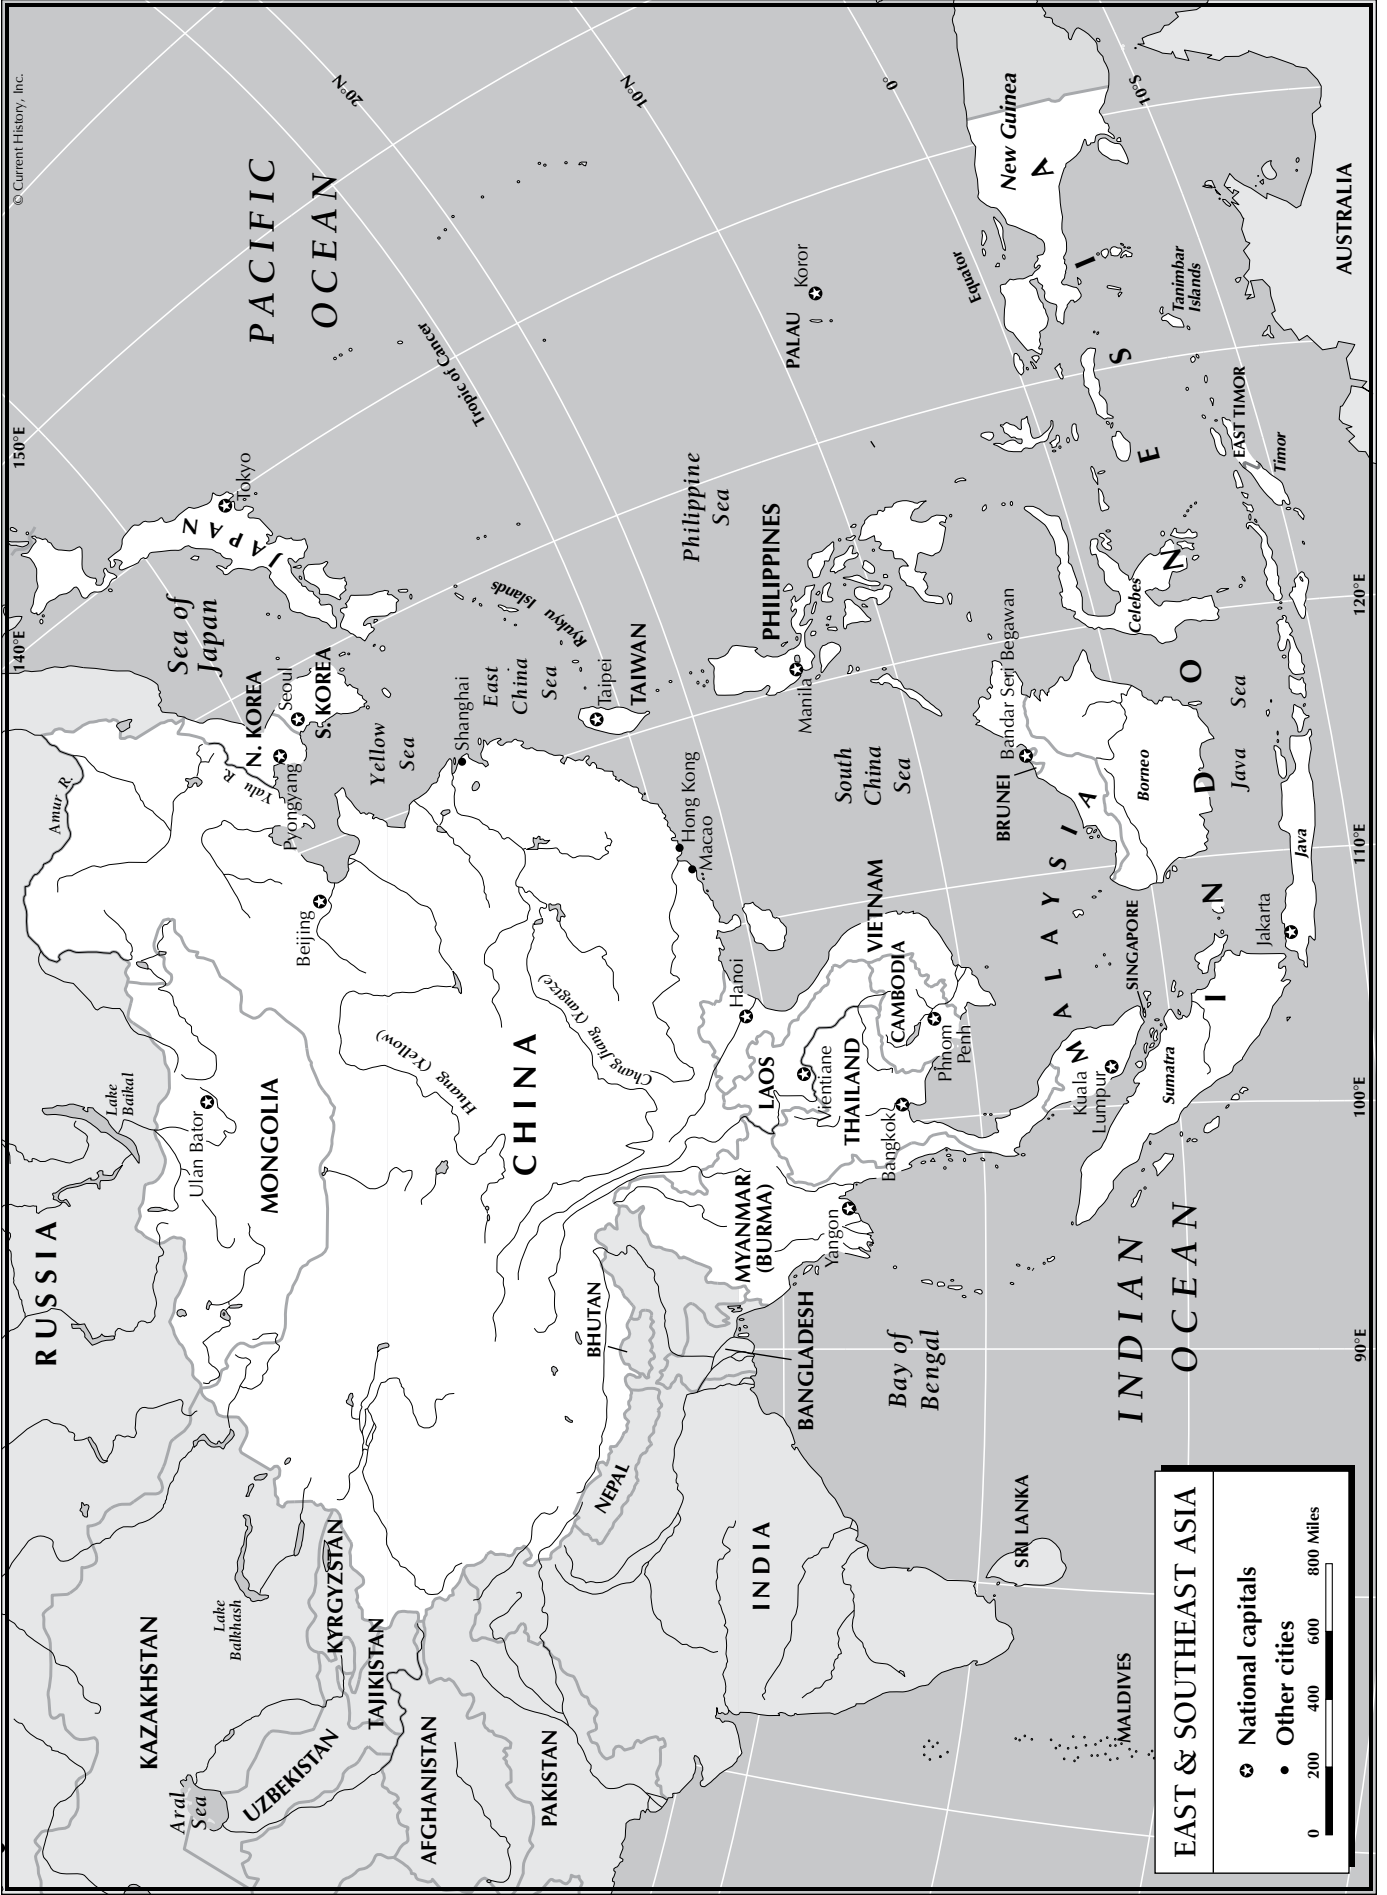 © Current History, Inc.
140°E
150°E
RUSSIA
Amur R.
Lake
Baikal
KAZAKHSTAN
Aral
Sea
Lake
Balkhash
UZBEKISTAN
KYRGYZSTAN
TAJIKISTAN
AFGHANISTAN
PAKISTAN
MONGOLIA
Ulan Bator
CHINA
Huang (Yellow)
Chang Jiang (Yangtze)
Beijing
Yalu R.
N. KOREA
Pyongyang
Seoul
S. KOREA
Sea of
Japan
JAPAN
Tokyo
Yellow
Sea
Shanghai
East
China
Sea
Ryukyu Islands
Taipei
TAIWAN
Hong Kong
Macao
PACIFIC
OCEAN
20°N
Tropic of Cancer
10°N
0°
10°S
Equator
NEPAL
BHUTAN
INDIA
BANGLADESH
MYANMAR
(BURMA)
Yangon
Bay of
Bengal
SRI LANKA
MALDIVES
LAOS
Vientiane
Hanoi
THAILAND
Bangkok
VIETNAM
CAMBODIA
Phnom
Penh
South
China
Sea
PHILIPPINES
Manila
Philippine
Sea
PALAU
Koror
MALAYSIA
Kuala
Lumpur
SINGAPORE
BRUNEI
Bandar Seri Begawan
Borneo
Celebes
Sumatra
INDONESIA
Jakarta
Java
Java Sea
EAST TIMOR
Timor
Tanimbar
Islands
New Guinea
AUSTRALIA
INDIAN
OCEAN
90°E
100°E
110°E
120°E
EAST & SOUTHEAST ASIA
National capitals
Other cities
0 200 400 600 800 Miles